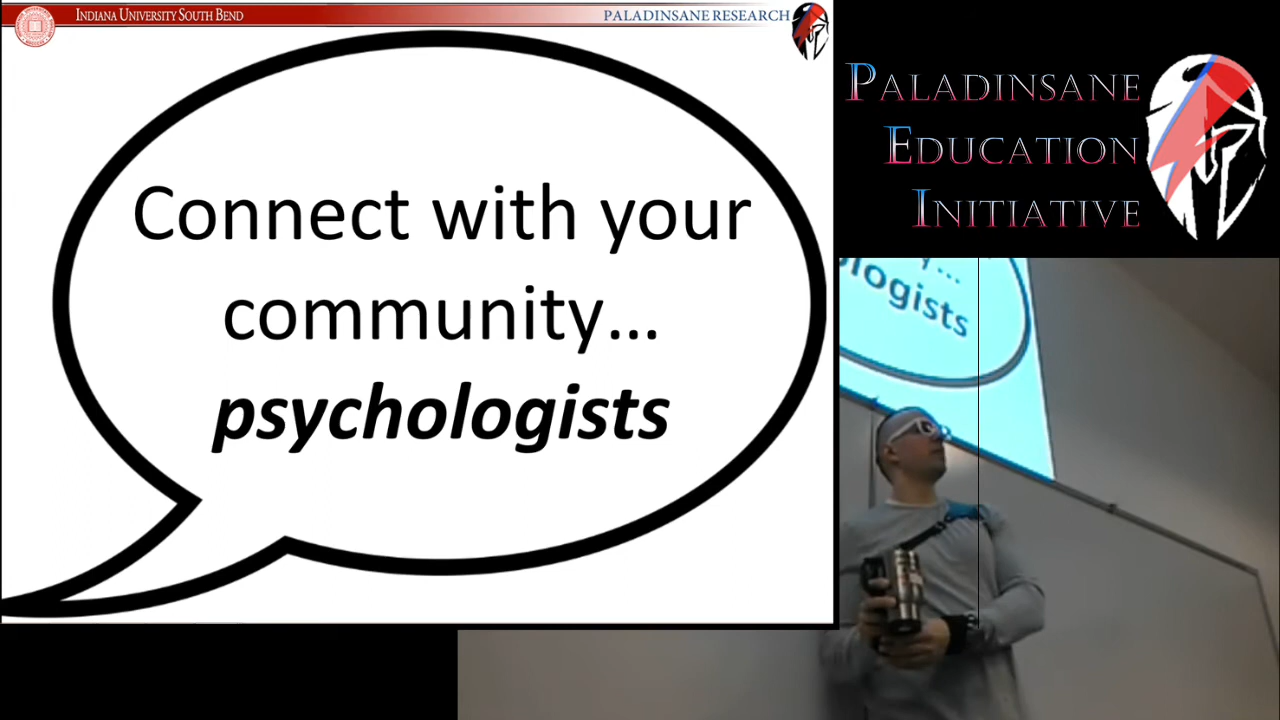 INDIANA UNIVERSITY SOUTH BEND
PALADINSANE RESEARCH
Connect with your
community...
psychologists
PALADINSANE
EDUCATION
INITIATIVE
y...
ologists